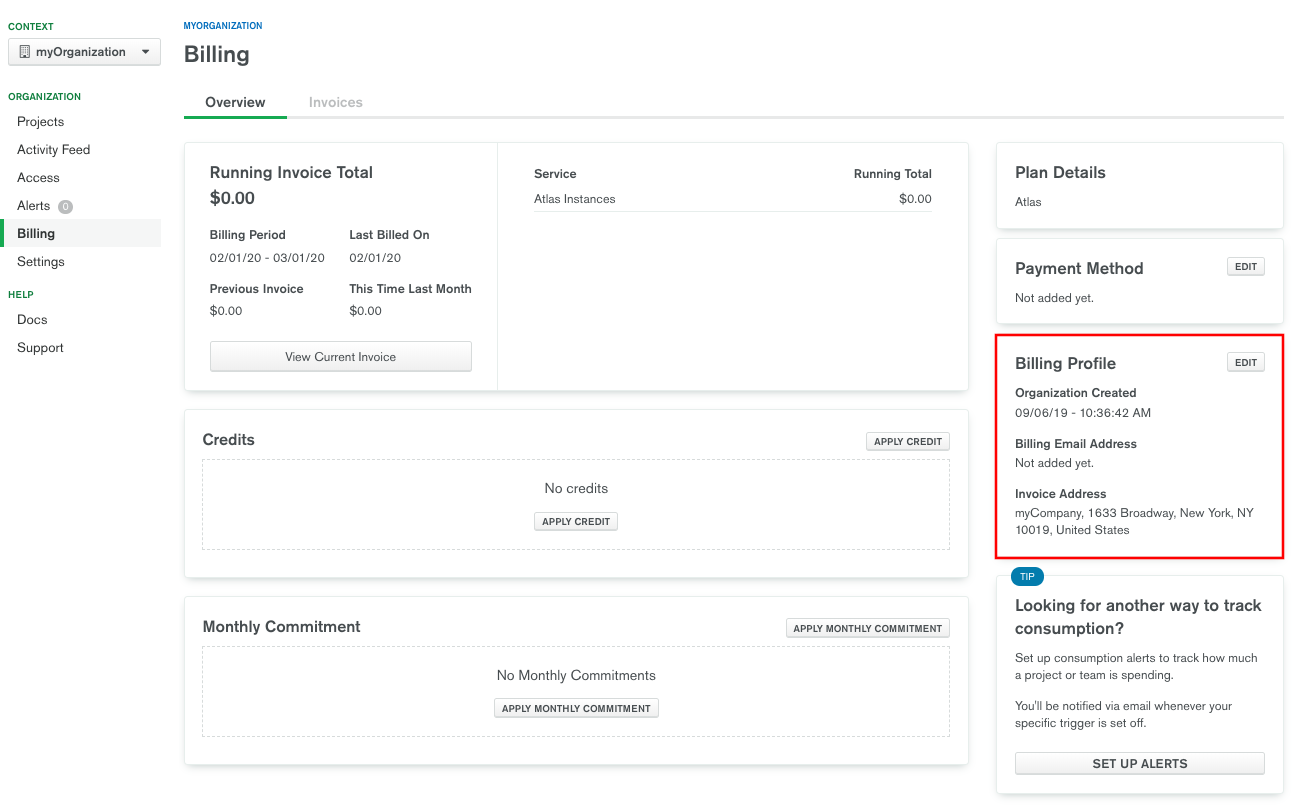 CONTEXT
myOrganization
ORGANIZATION
Projects
Activity Feed
Access
Alerts 0
Billing
Settings
HELP
Docs
Support
MYORGANIZATION
Billing
Overview Invoices
Running Invoice Total
$0.00
Billing Period Last Billed On
02/01/20 - 03/01/20 02/01/20
Previous Invoice This Time Last Month
$0.00 $0.00
View Current Invoice
Service Running Total
Atlas Instances $0.00
Credits APPLY CREDIT
No credits
APPLY CREDIT
Monthly Commitment APPLY MONTHLY COMMITMENT
No Monthly Commitments
APPLY MONTHLY COMMITMENT
Plan Details
Atlas
Payment Method EDIT
Not added yet.
Billing Profile EDIT
Organization Created
09/06/19 - 10:36:42 AM
Billing Email Address
Not added yet.
Invoice Address
myCompany, 1633 Broadway, New York, NY
10019, United States
TIP
Looking for another way to track
consumption?
Set up consumption alerts to track how much
a project or team is spending.
You'll be notified via email whenever your
specific trigger is set off.
SET UP ALERTS